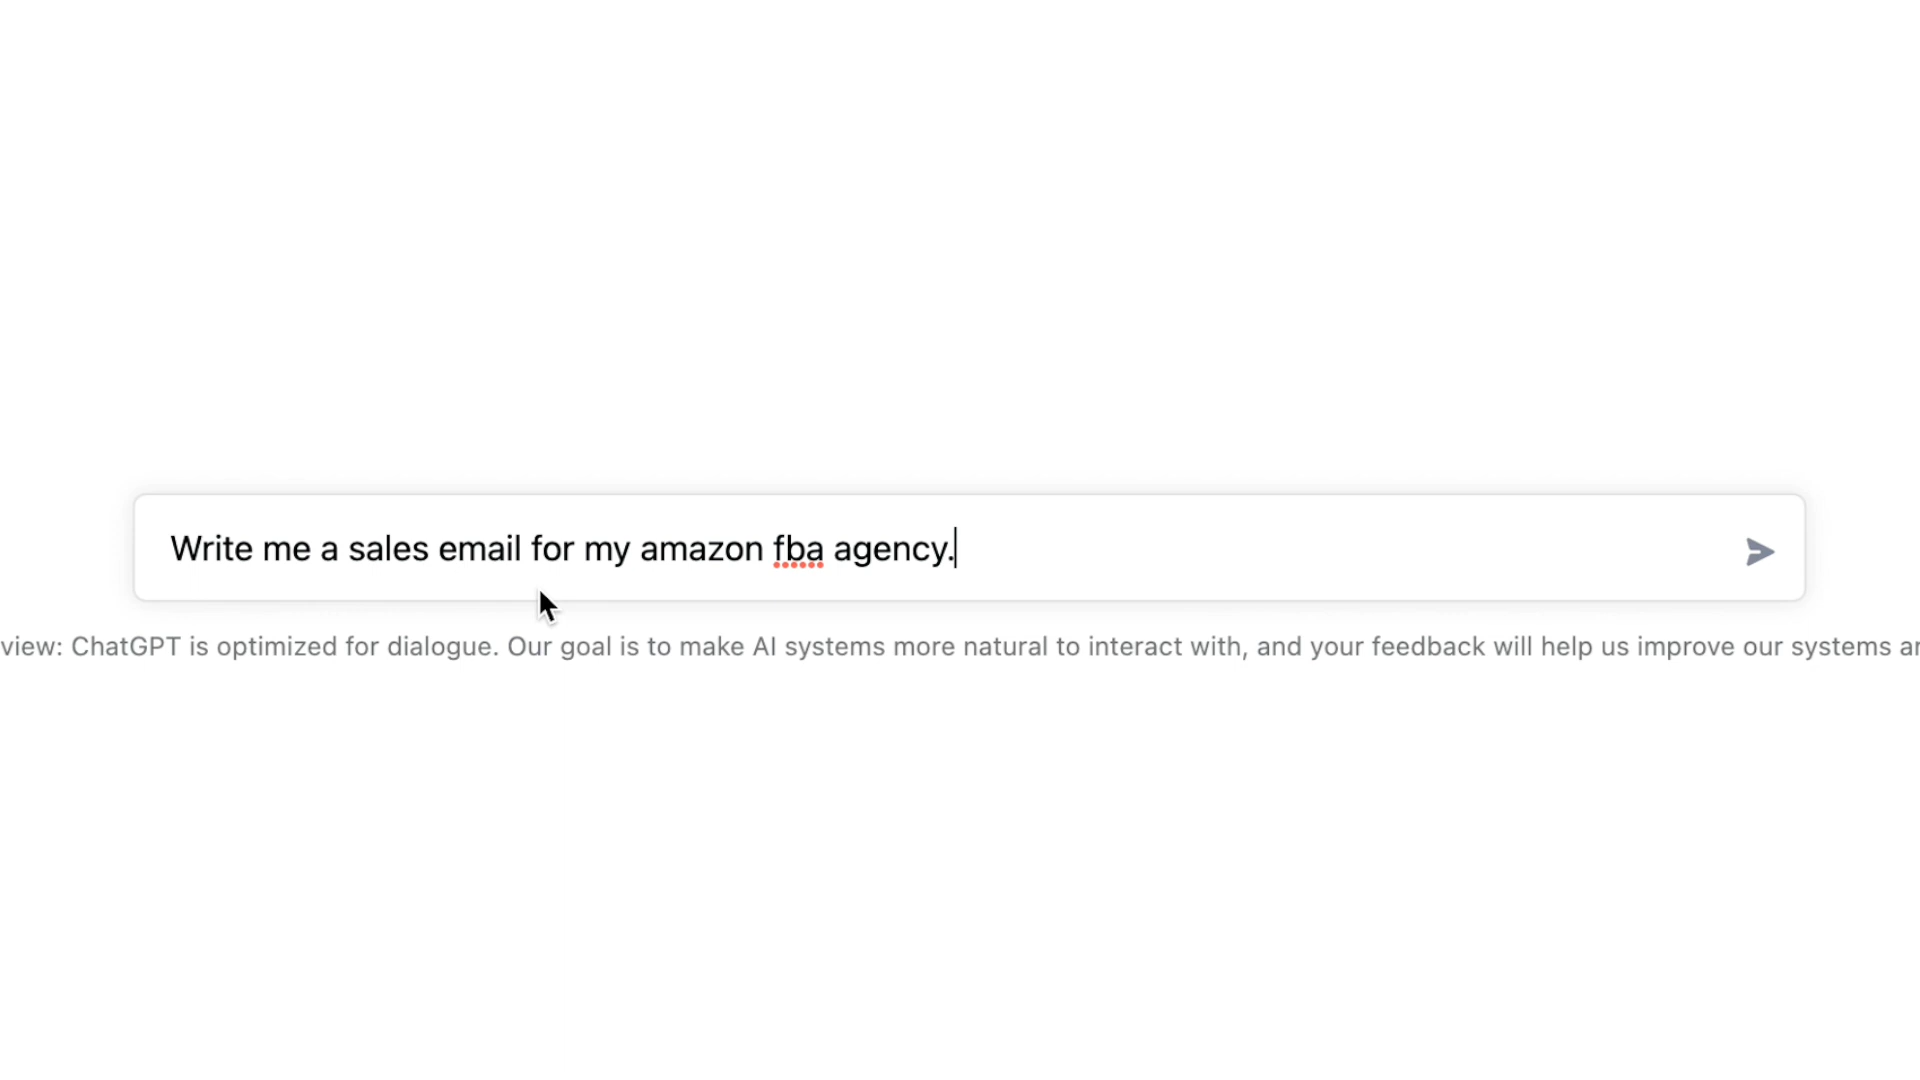 Write me a sales email for my amazon fba agency.
view: ChatGPT is optimized for dialogue. Our goal is to make AI systems more natural to interact with, and your feedback will help us improve our systems